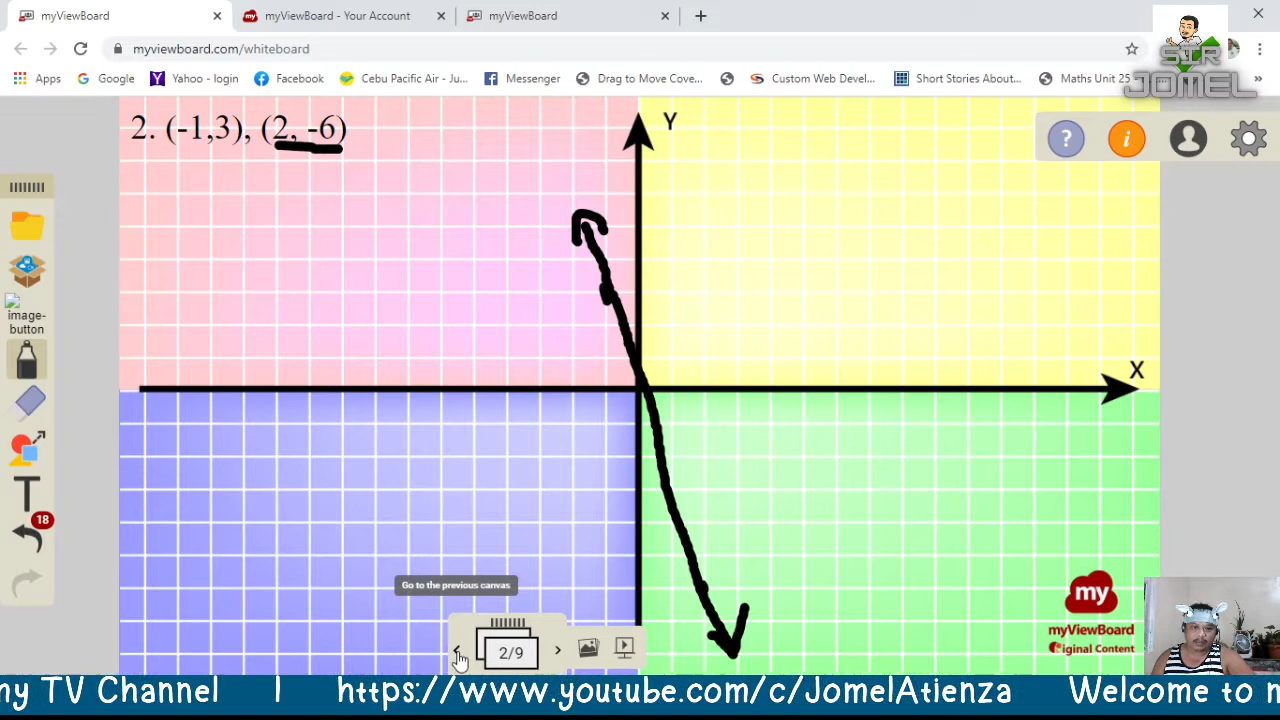 myViewBoard
myViewBoard - Your Account
myViewBoard
myviewboard.com/whiteboard
Apps
Google
Yahoo - login
Facebook
Cebu Pacific Air - Ju...
Messenger
Drag to Move Cove...
Custom Web Devel...
Short Stories About...
Maths Unit 25
SIR
JOMEL
2. (-1,3), (2, -6)
Y
X
image-
button
T
18
Go to the previous canvas
2/9
my
myViewBoard
iginal Content
ny TV Channel l https://www.youtube.com/c/JomelAtienza Welcome to m